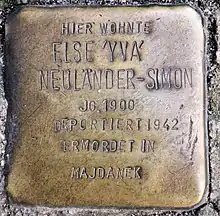 HIER WOHNTE
ELSE 'YVA'
NEULÄNDER-SIMON
JG. 1900
DEPORTIERT 1942
ERMORDET IN
MAJDANEK